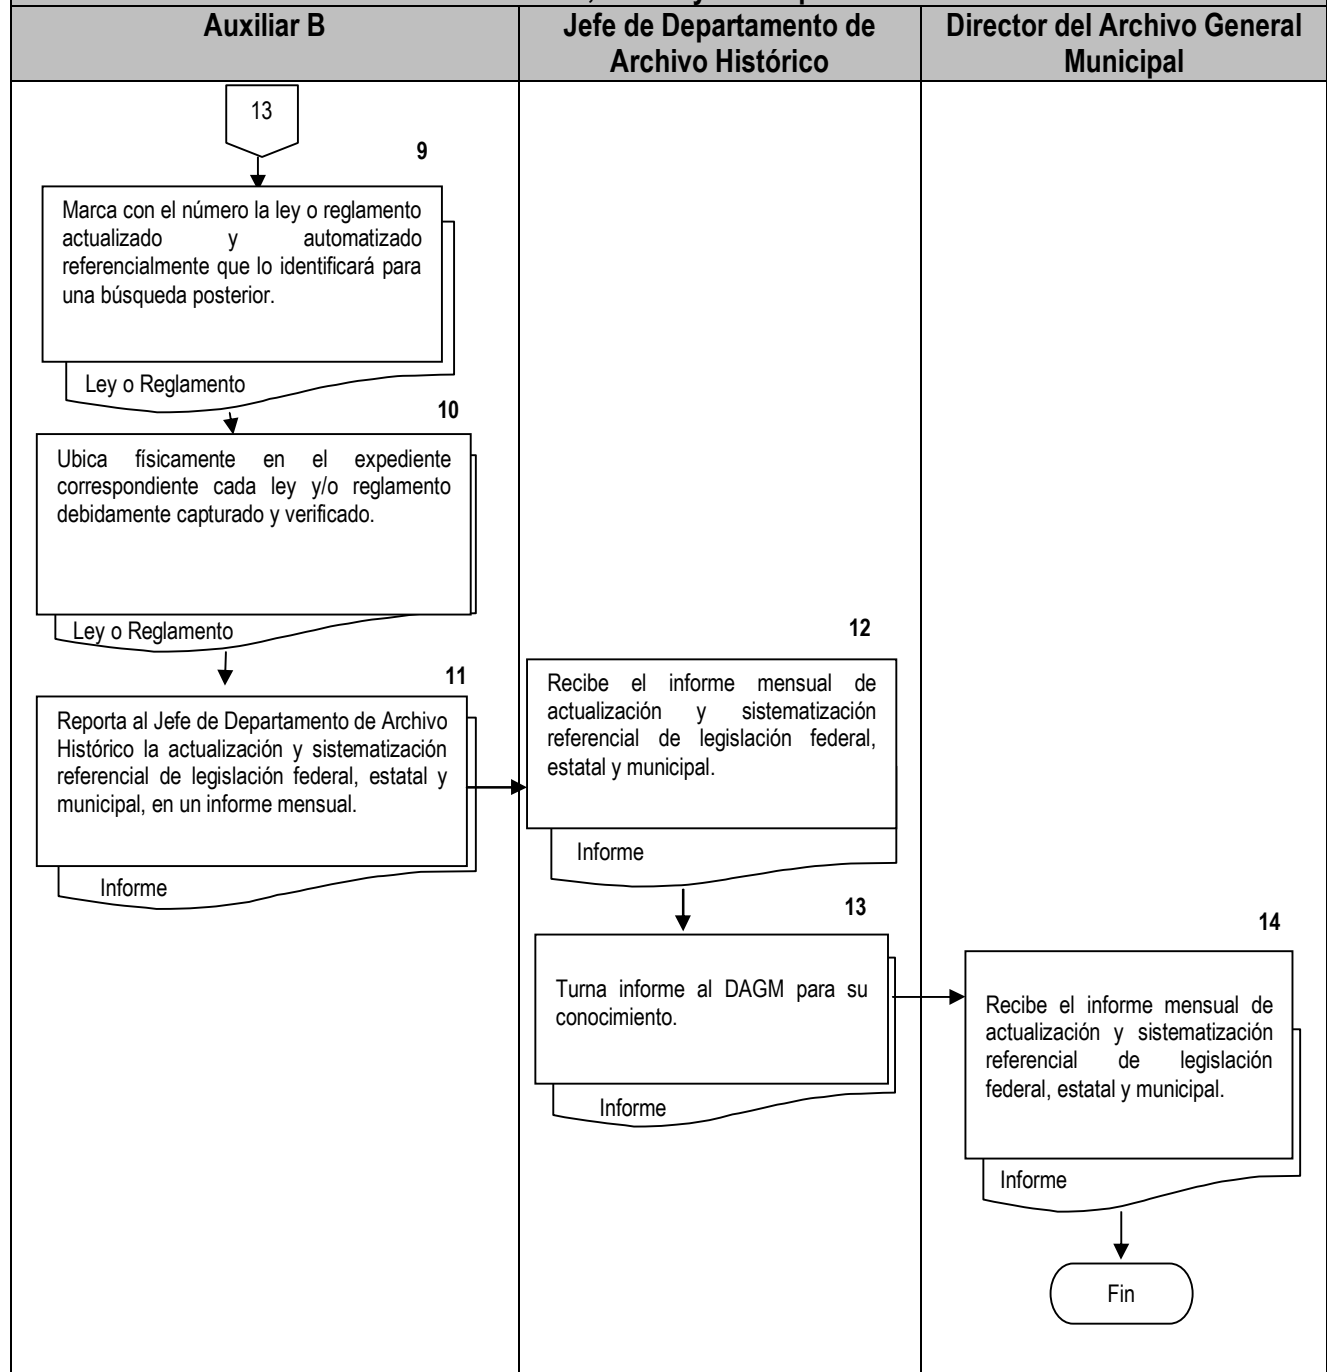 Auxiliar B
Jefe de Departamento de
Archivo Histórico
Director del Archivo General
Municipal
13
9
Marca con el número la ley o reglamento
actualizado y automatizado
referencialmente que lo identificará para
una búsqueda posterior.
Ley o Reglamento
10
Ubica físicamente en el expediente
correspondiente cada ley y/o reglamento
debidamente capturado y verificado.
Ley o Reglamento
11
Reporta al Jefe de Departamento de Archivo
Histórico la actualización y sistematización
referencial de legislación federal, estatal y
municipal, en un informe mensual.
Informe
12
Recibe el informe mensual de
actualización y sistematización
referencial de legislación federal,
estatal y municipal.
Informe
13
Turna informe al DAGM para su
conocimiento.
Informe
14
Recibe el informe mensual de
actualización y sistematización
referencial de legislación
federal, estatal y municipal.
Informe
Fin